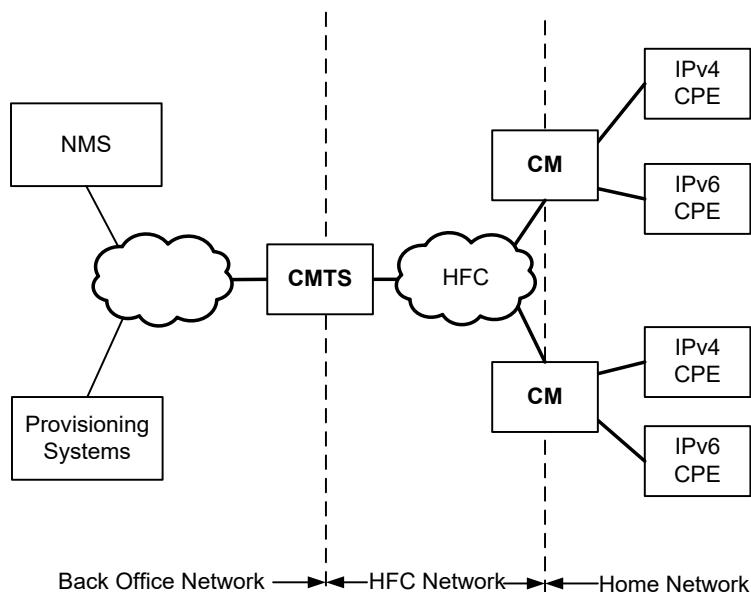 IPv4
CPE
NMS
CM
IPv6
CPE
CMTS
HFC
IPv4
CPE
CM
Provisioning
Systems
IPv6
CPE
Back Office Network
HFC Network
Home Network